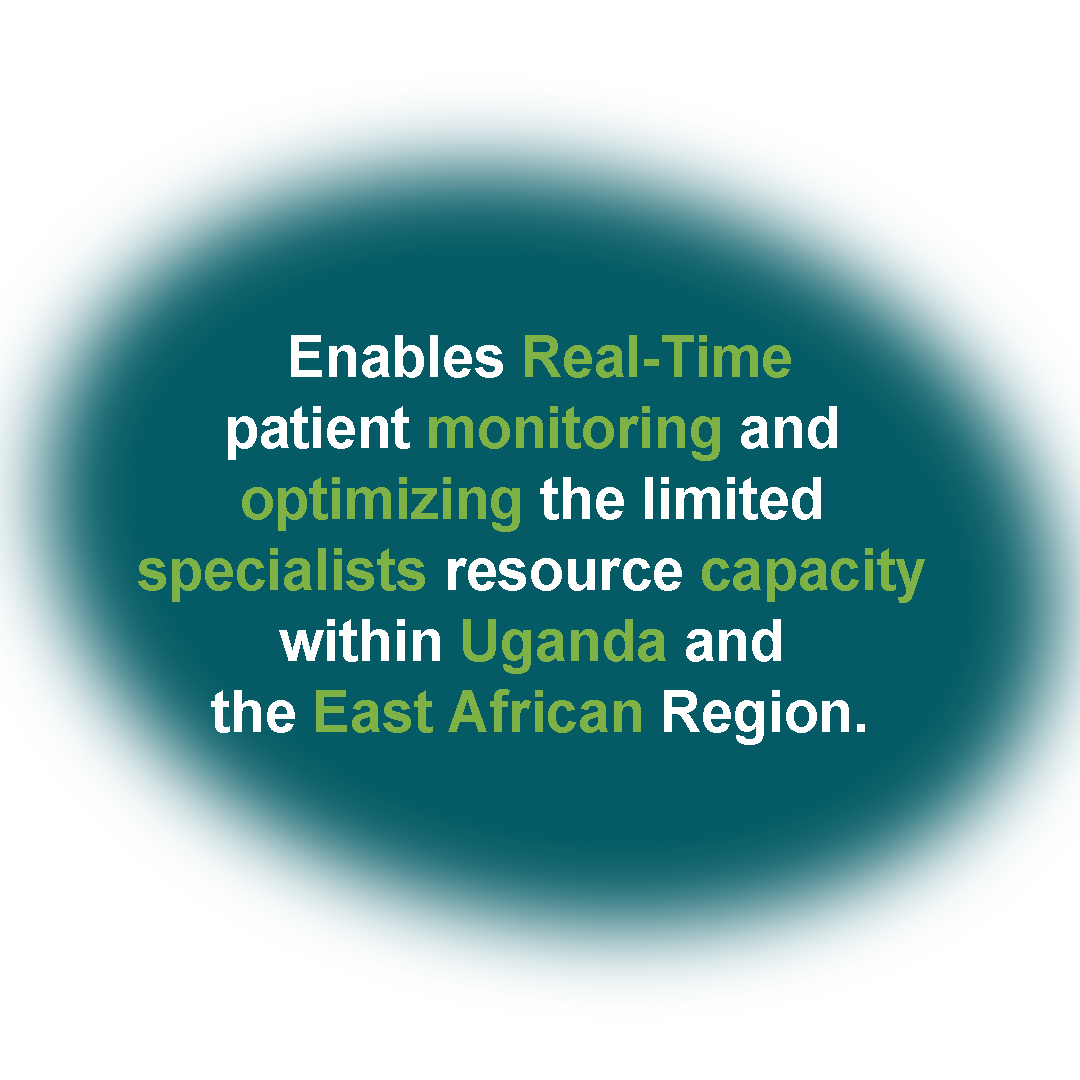 Enables Real-Time
patient monitoring and
optimizing the limited
specialists resource capacity
within Uganda and
the East African Region.